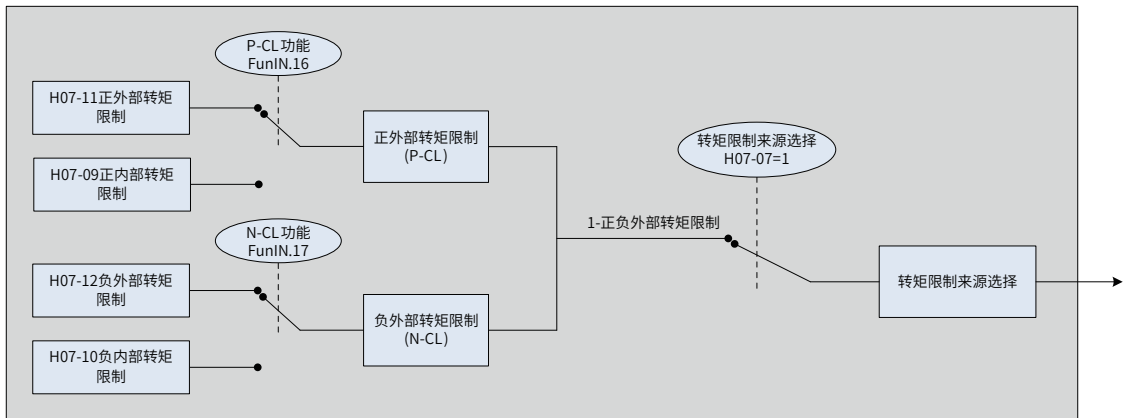 P-CL功能
FunIN.16
H07-11正外部转矩
限制
H07-09正内部转矩
限制
正外部转矩限制
(P-CL)
N-CL功能
FunIN.17
H07-12负外部转矩
限制
H07-10负内部转矩
限制
负外部转矩限制
(N-CL)
1-正负外部转矩限制
转矩限制来源选择
H07-07=1
转矩限制来源选择